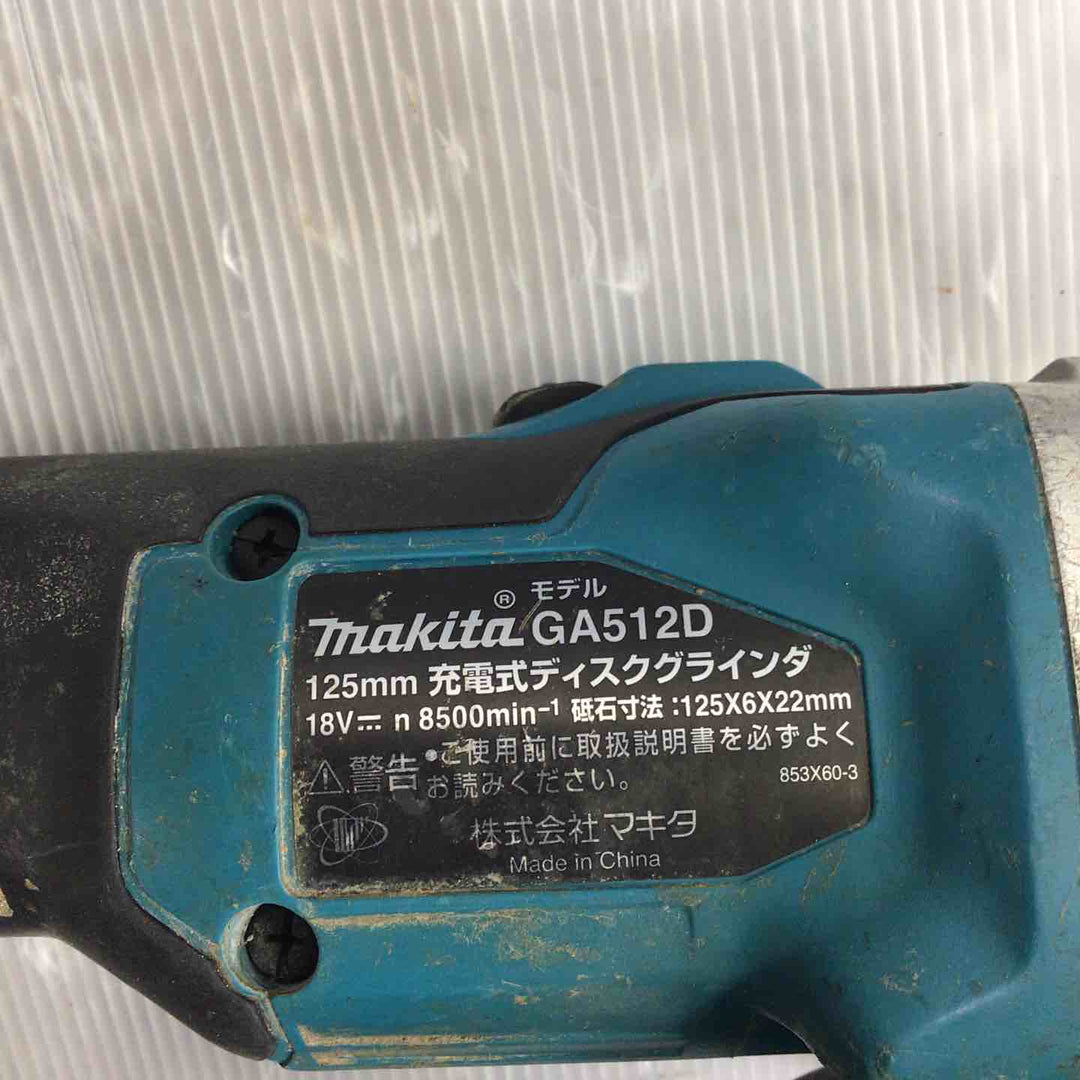 モデル
makita® GA512D
125mm 充電式ディスクグラインダ
18V⎓ n 8500min⁻¹ 砥石寸法:125X6X22mm
⚠警告 •ご使用前に取扱説明書を必ずよく
お読みください。
853X60-3
株式会社マキタ
Made in China